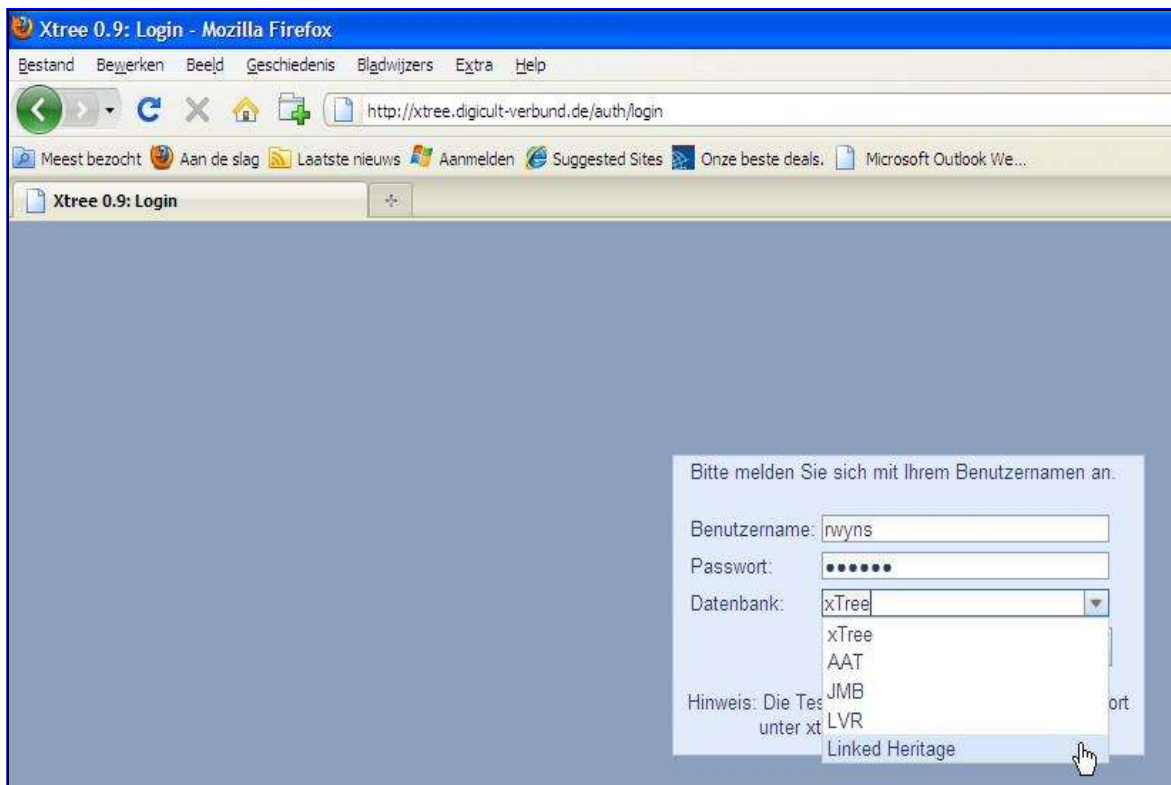 Xtree 0.9: Login - Mozilla Firefox
Bestand Bewerken Beeld Geschiedenis Bladwijzers Extra Help
http://xtree.digicult-verbund.de/auth/login
Meest bezocht Aan de slag Laatste nieuws Aanmelden Suggested Sites Onze beste deals. Microsoft Outlook We...
Xtree 0.9: Login
Bitte melden Sie sich mit Ihrem Benutzernamen an.
Benutzername: rwyns
Passwort: ••••••
Datenbank: xTree
xTree
AAT
JMB
LVR
Linked Heritage
Hinweis: Die Tes ort
unter xt